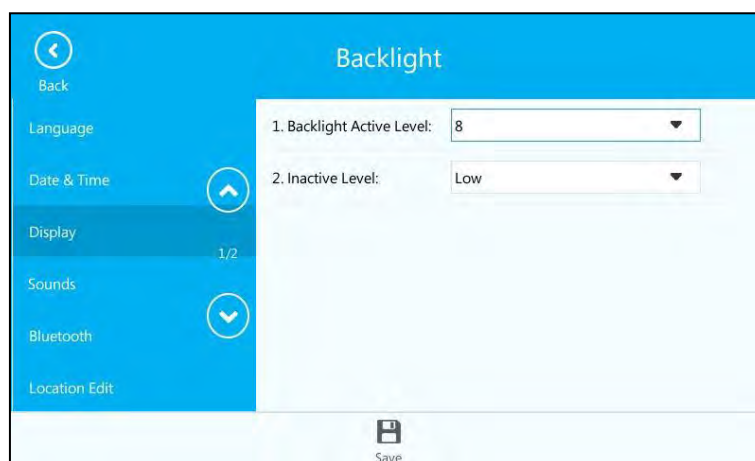 Backlight
Back
Language
1. Backlight Active Level: 8
Date & Time
2. Inactive Level: Low
Display
1/2
Sounds
Bluetooth
Location Edit
Save